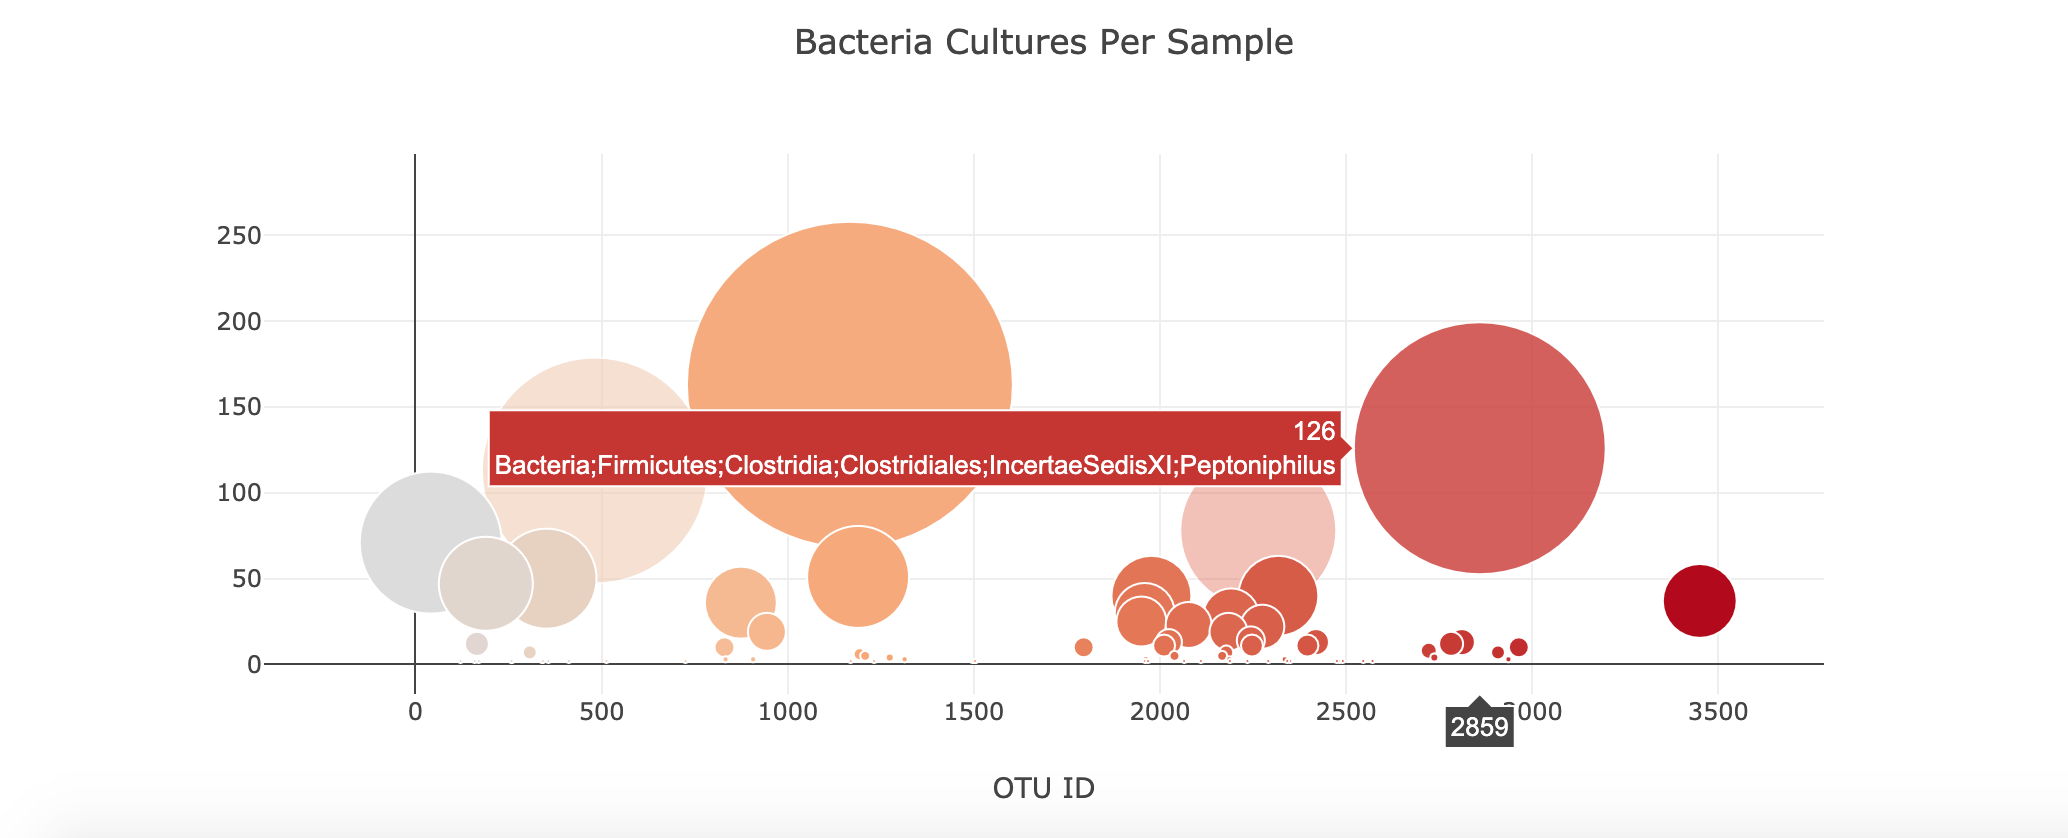 Bacteria Cultures Per Sample
250
200
150
126
Bacteria;Firmicutes;Clostridia;Clostridiales;IncertaeSedisXI;Peptoniphilus
100
50
0
0 500 1000 1500 2000 2500 000 3500
2859
OTU ID